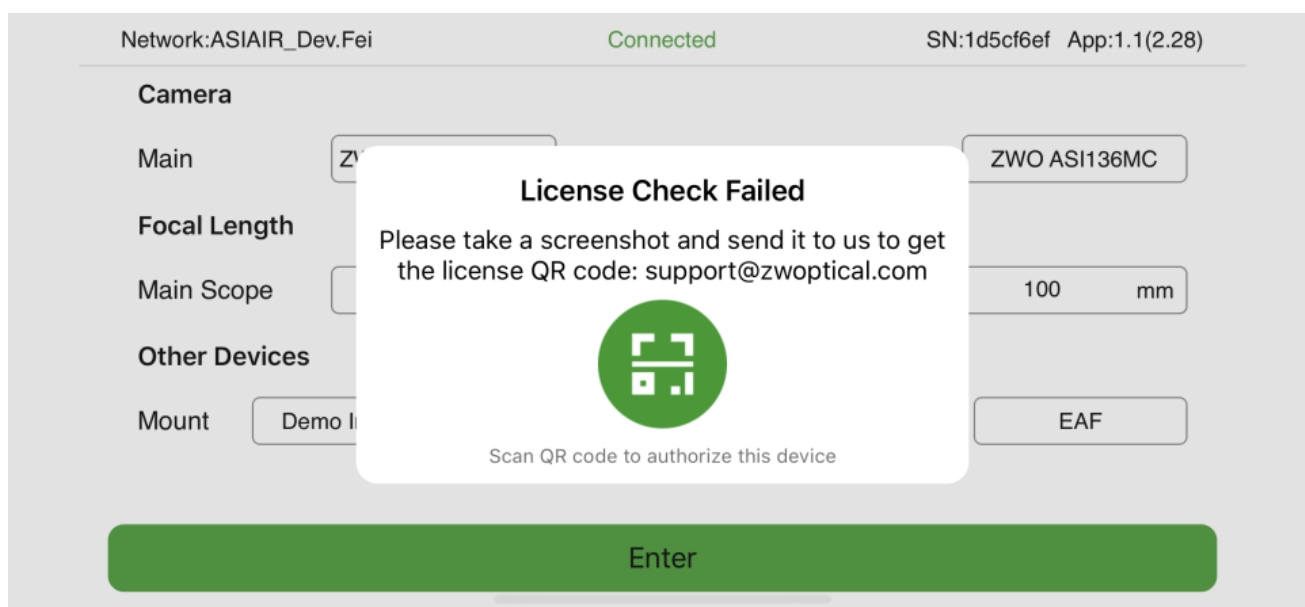 Network:ASIAIR_Dev.Fei Connected SN:1d5cf6ef App:1.1(2.28)
Camera
Main ZWO ASI136MC
License Check Failed
Please take a screenshot and send it to us to get
the license QR code: support@zwoptical.com
Focal Length
Main Scope 100 mm
Other Devices
Mount Demo EAF
Scan QR code to authorize this device
Enter